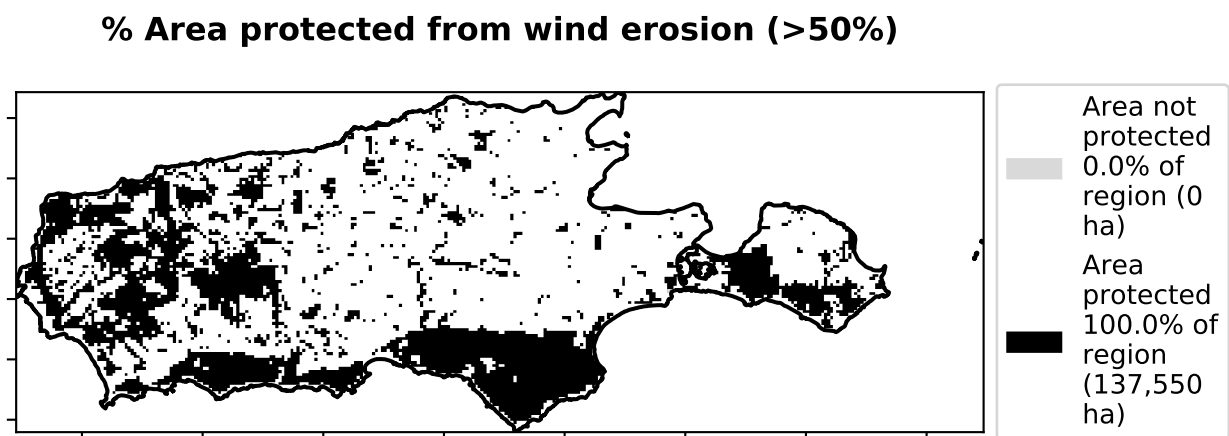 % Area protected from wind erosion (>50%)
Area not
protected
0.0% of
region (0
ha)
Area
protected
100.0% of
region
(137,550
ha)